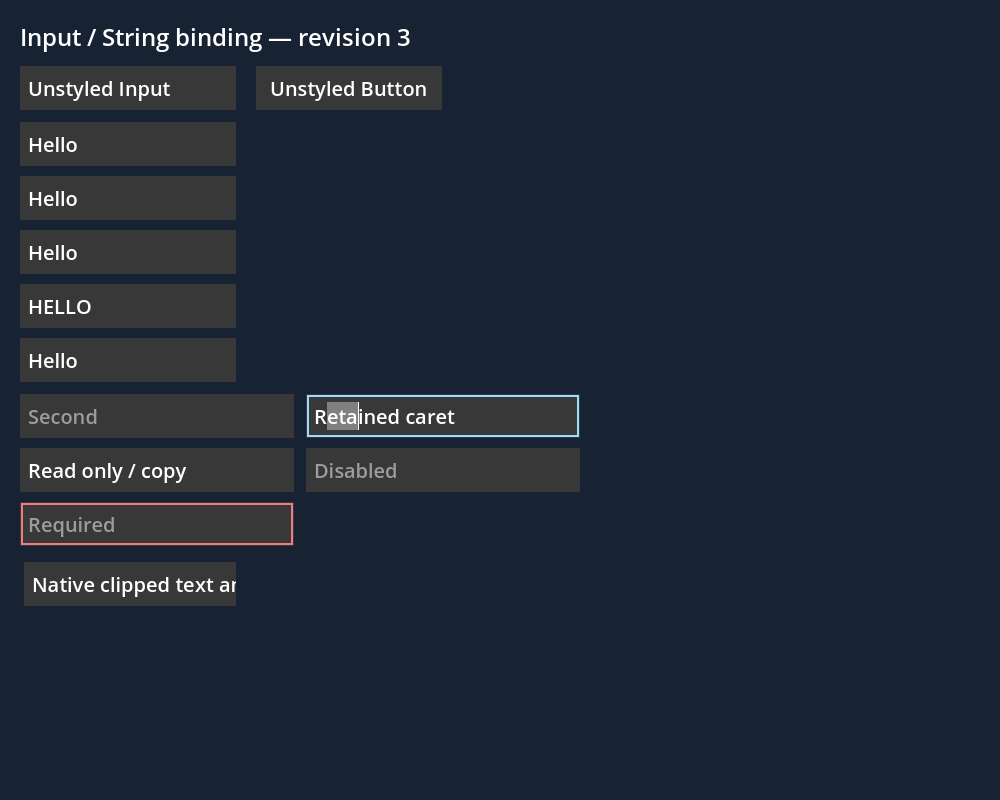 Input / String binding — revision 3
Unstyled Input Unstyled Button
Hello
Hello
Hello
HELLO
Hello
Second Retained caret
Read only / copy Disabled
Required
Native clipped text